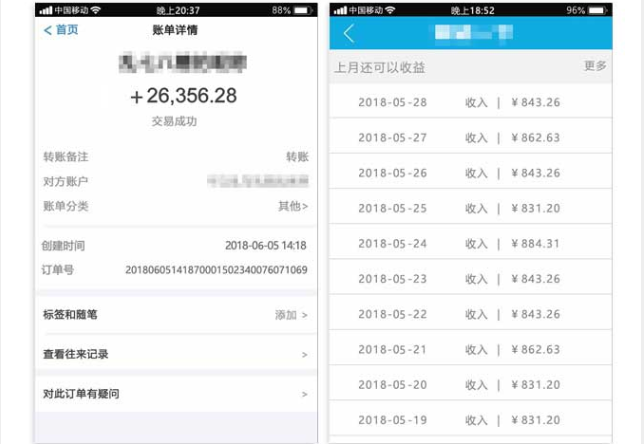 中国移动 晚上20:37 88%
< 首页 账单详情
+26,356.28
交易成功
转账备注 转账
对方账户
账单分类 其他>
创建时间 2018-06-05 14:18
订单号 20180605141870001502340076071069
标签和随笔 添加 >
查看往来记录 >
对此订单有疑问 >
中国移动 晚上18:52 96%
上月还可以收益 更多
2018-05-28 收入 | ¥843.26
2018-05-27 收入 | ¥862.63
2018-05-26 收入 | ¥843.26
2018-05-25 收入 | ¥831.20
2018-05-24 收入 | ¥884.31
2018-05-23 收入 | ¥843.26
2018-05-22 收入 | ¥843.26
2018-05-21 收入 | ¥862.63
2018-05-20 收入 | ¥831.20
2018-05-19 收入 | ¥831.20